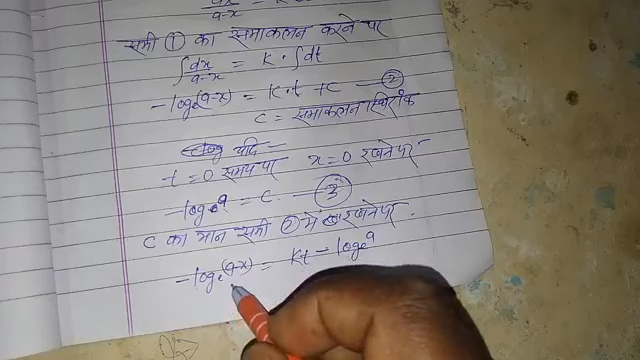 dx/a-x = K
समी ① का समाकलन करने पर
∫dx/a-x = K · ∫dt
-logₑ(a-x) = K.t + C —②
C = समाकलन स्थिरांक
यदि -
t=0 समय पर x=0 रखने पर
-logₑa = C —③
C का मान समी ② में रखने पर.
-logₑ(a-x) = Kt - logₑa